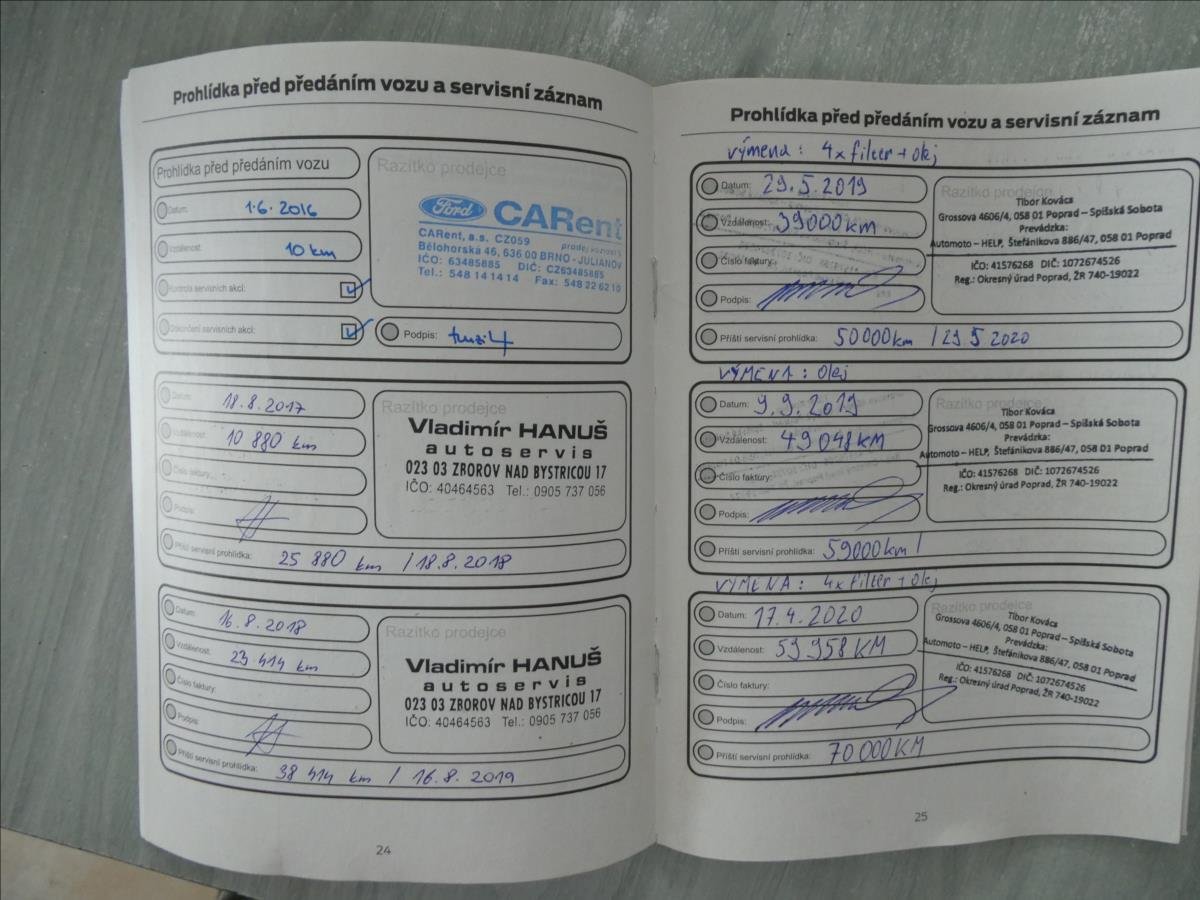 Prohlídka před předáním vozu a servisní záznam
Prohlídka před předáním vozu
Datum: 1.6.2016
Vzdálenost: 10 km
Kontrola servisních akcí:
Dokončení servisních akcí:
Razítko prodejce
Ford CARent
CARent, a.s. CZ059
Bělohorská 46, 636 00 BRNO - JULIÁNOV
IČO: 63485885 DIČ: CZ63485885
Tel.: 548 14 14 14 Fax: 548 22 62 10
Podpis:
Datum: 18.8.2017
Vzdálenost: 10 880 km
Číslo faktury:
Podpis:
Příští servisní prohlídka: 25 880 km / 18.8.2018
Razítko prodejce
Vladimír HANUŠ
autoservis
023 03 ZBOROV NAD BYSTRICOU 17
IČO: 40464563 Tel.: 0905 737 056
Datum: 16.8.2018
Vzdálenost: 23 414 km
Číslo faktury:
Podpis:
Příští servisní prohlídka: 38 414 km / 16.8.2019
Razítko prodejce
Vladimír HANUŠ
autoservis
023 03 ZBOROV NAD BYSTRICOU 17
IČO: 40464563 Tel.: 0905 737 056
24
Prohlídka před předáním vozu a servisní záznam
výmena: 4x filter + olej
Datum: 29.5.2019
Vzdálenost: 39000 km
Číslo faktury:
Podpis:
Příští servisní prohlídka: 50 000 km / 29 5 2020
Razítko prodejce
Tibor Kovács
Grossova 4606/4, 058 01 Poprad – Spišská Sobota
Prevádzka:
Automoto – HELP, Štefánikova 886/47, 058 01 Poprad
IČO: 41576268 DIČ: 1072674526
Reg.: Okresný úrad Poprad, ŽR 740-19022
VÝMENA: olej
Datum: 9.9.2019
Vzdálenost: 49 048 KM
Číslo faktury:
Podpis:
Příští servisní prohlídka: 59000 km /
Razítko prodejce
Tibor Kovács
Grossova 4606/4, 058 01 Poprad – Spišská Sobota
Prevádzka:
Automoto – HELP, Štefánikova 886/47, 058 01 Poprad
IČO: 41576268 DIČ: 1072674526
Reg.: Okresný úrad Poprad, ŽR 740-19022
VÝMENA: 4x filter + olej
Datum: 17.4.2020
Vzdálenost: 59 958 KM
Číslo faktury:
Podpis:
Příští servisní prohlídka: 70 000 KM
Razítko prodejce
Tibor Kovács
Grossova 4606/4, 058 01 Poprad – Spišská Sobota
Prevádzka:
Automoto – HELP, Štefánikova 886/47, 058 01 Poprad
IČO: 41576268 DIČ: 1072674526
Reg.: Okresný úrad Poprad, ŽR 740-19022
25